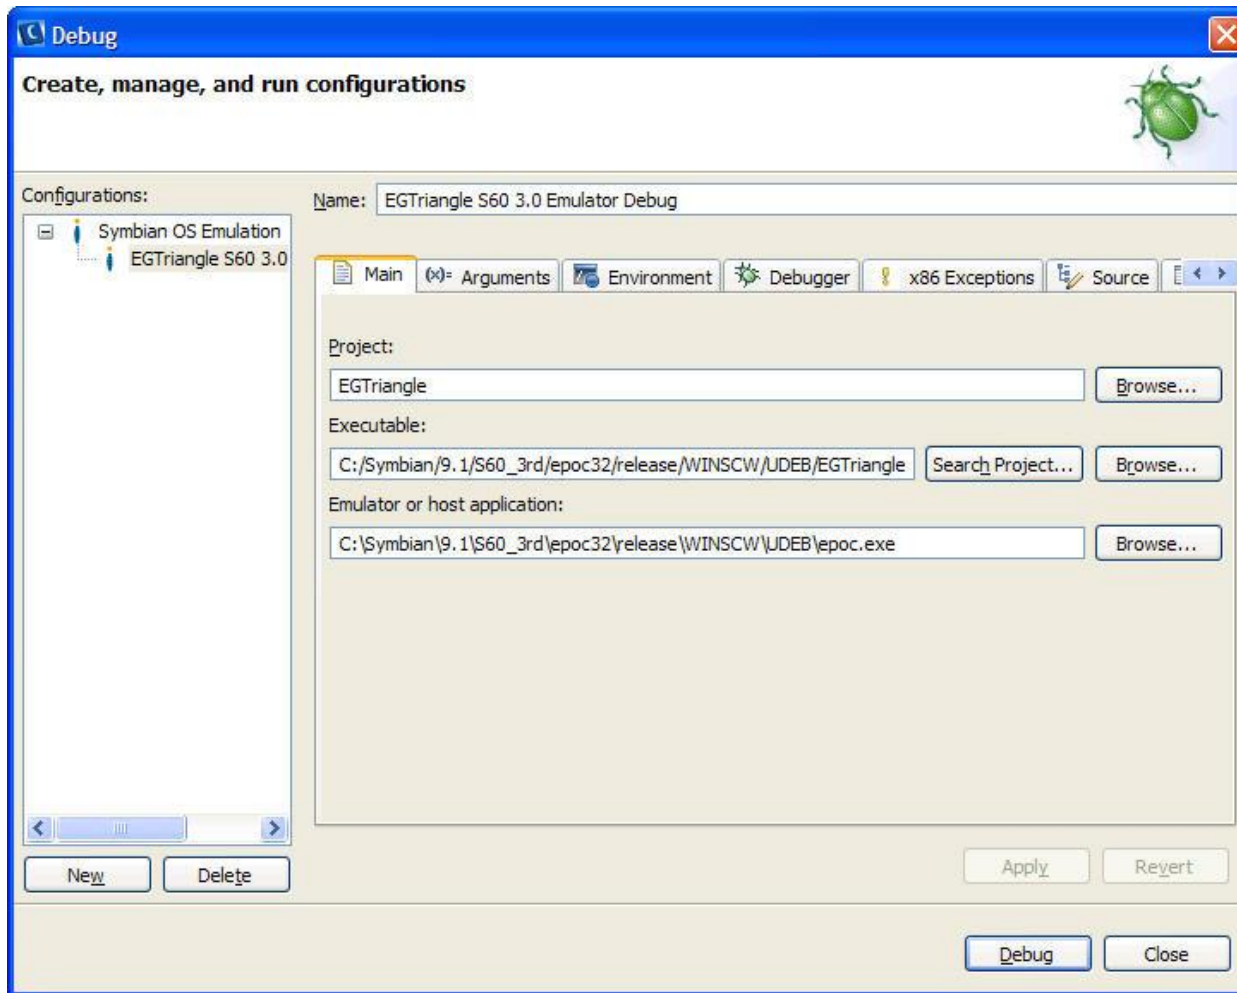 Debug
Create, manage, and run configurations
Configurations:
Symbian OS Emulation
EGTriangle S60 3.0
New Delete
Name: EGTriangle S60 3.0 Emulator Debug
Main (x)= Arguments Environment Debugger x86 Exceptions Source
Project:
EGTriangle Browse...
Executable:
C:/Symbian/9.1/S60_3rd/epoc32/release/WINSCW/UDEB/EGTriangle Search Project... Browse...
Emulator or host application:
C:\Symbian\9.1\S60_3rd\epoc32\release\WINSCW\UDEB\epoc.exe Browse...
Apply Revert
Debug Close